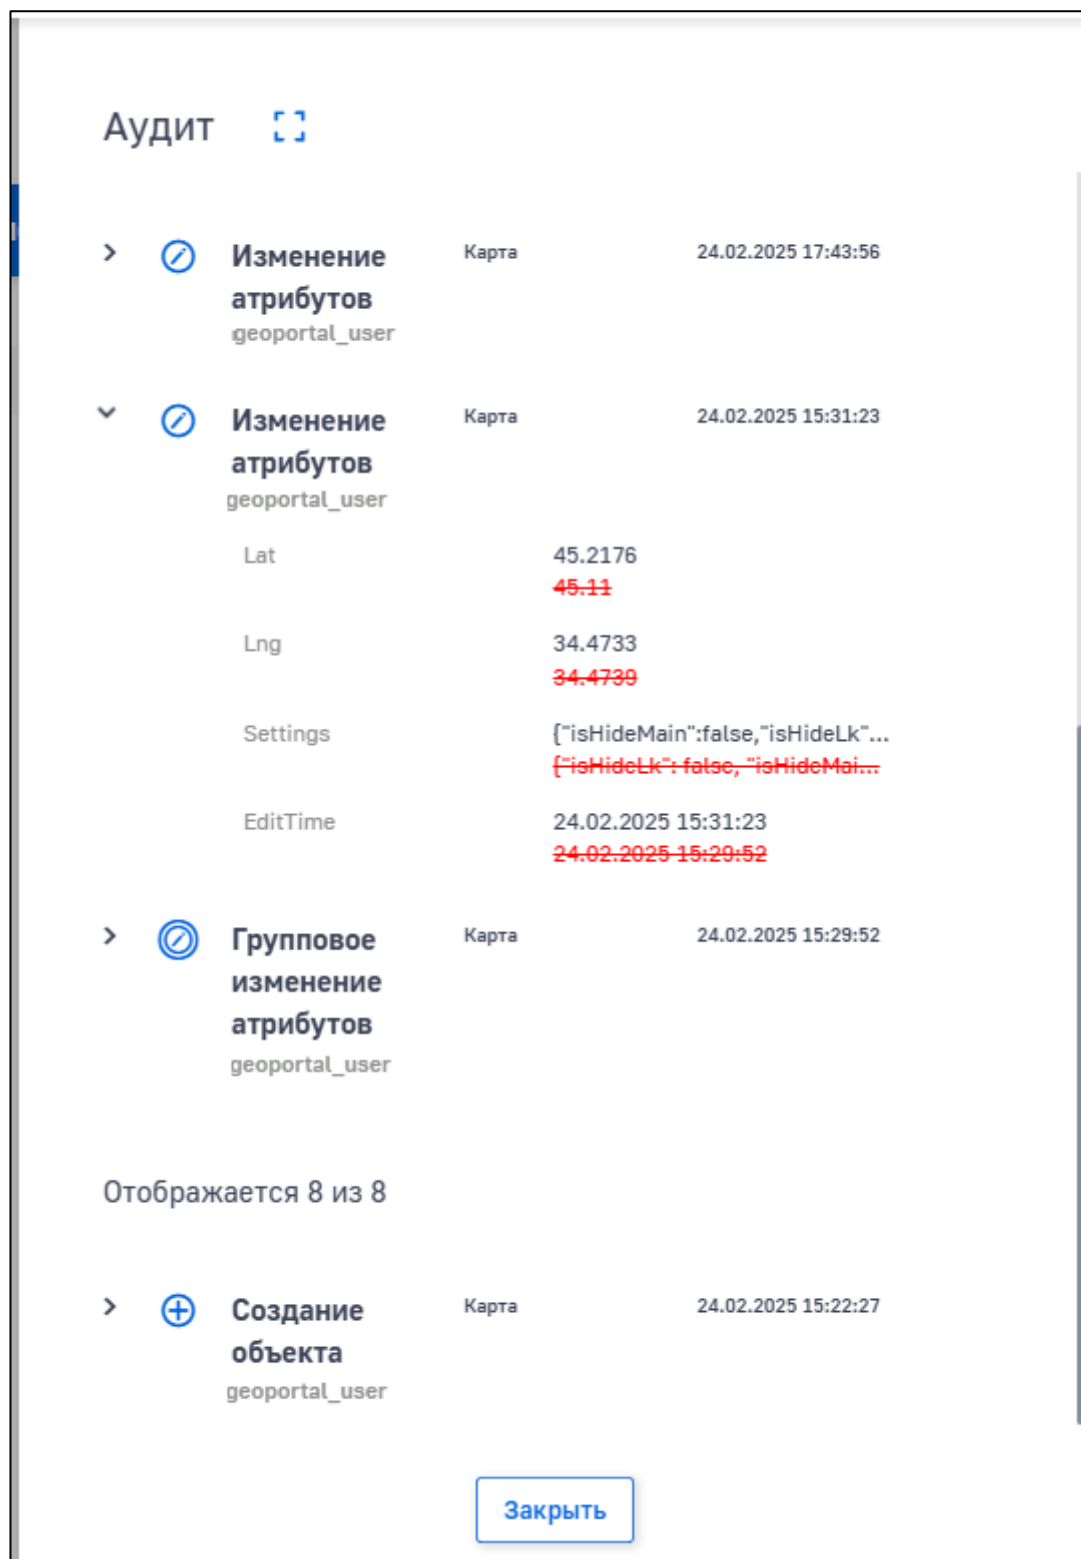 Аудит
Изменение Карта 24.02.2025 17:43:56
атрибутов
geoportal_user
Изменение Карта 24.02.2025 15:31:23
атрибутов
geoportal_user
Lat 45.2176
45.11
Lng 34.4733
34.4739
Settings {"isHideMain":false,"isHideLk"...
{"isHideLk": false, "isHideMai...
EditTime 24.02.2025 15:31:23
24.02.2025 15:29:52
Групповое Карта 24.02.2025 15:29:52
изменение
атрибутов
geoportal_user
Отображается 8 из 8
Создание Карта 24.02.2025 15:22:27
объекта
geoportal_user
Закрыть